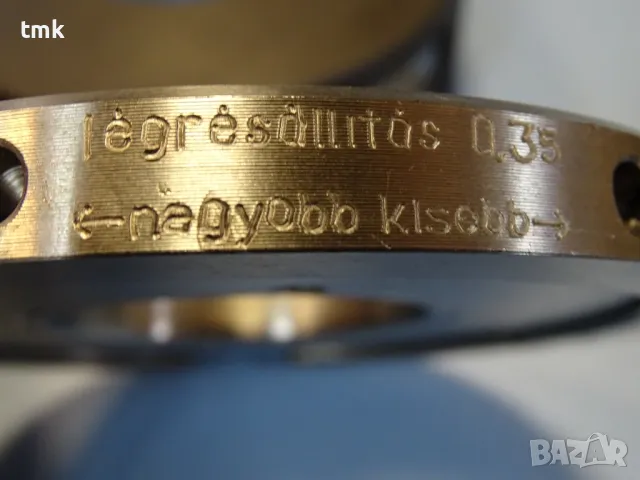 tmk
légrésállítás 0.35
←nagyobb kisebb→
BAZAR